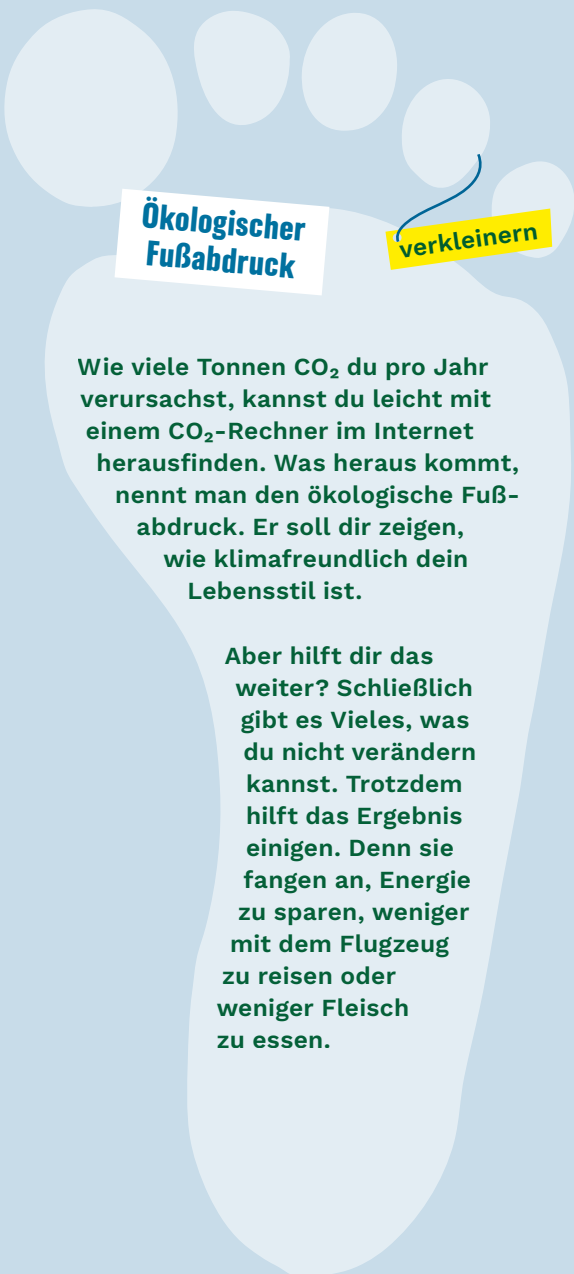 Ökologischer
Fußabdruck
verkleinern
Wie viele Tonnen CO₂ du pro Jahr
verursachst, kannst du leicht mit
einem CO₂-Rechner im Internet
herausfinden. Was heraus kommt,
nennt man den ökologische Fuß-
abdruck. Er soll dir zeigen,
wie klimafreundlich dein
Lebensstil ist.
Aber hilft dir das
weiter? Schließlich
gibt es Vieles, was
du nicht verändern
kannst. Trotzdem
hilft das Ergebnis
einigen. Denn sie
fangen an, Energie
zu sparen, weniger
mit dem Flugzeug
zu reisen oder
weniger Fleisch
zu essen.